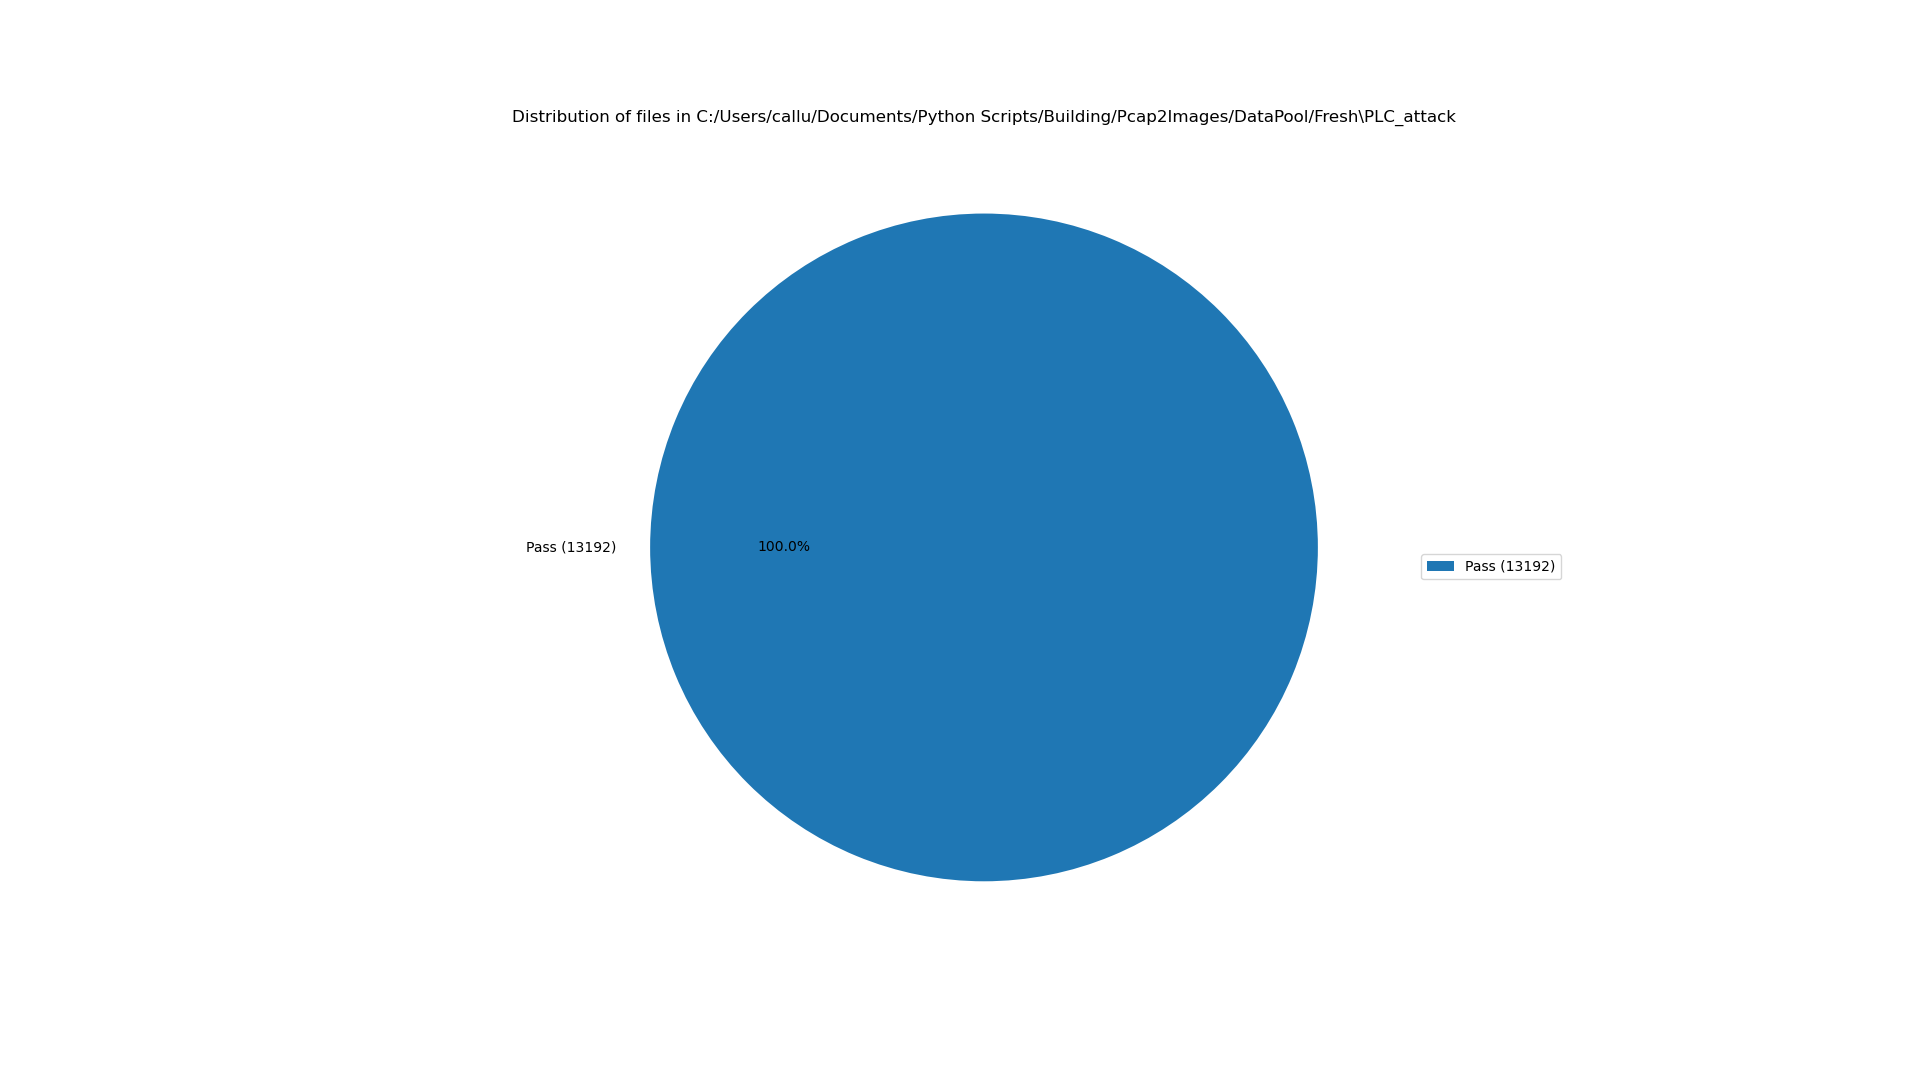 Distribution of files in C:/Users/callu/Documents/Python Scripts/Building/Pcap2Images/DataPool/Fresh\PLC_attack
Pass (13192)
100.0%
Pass (13192)